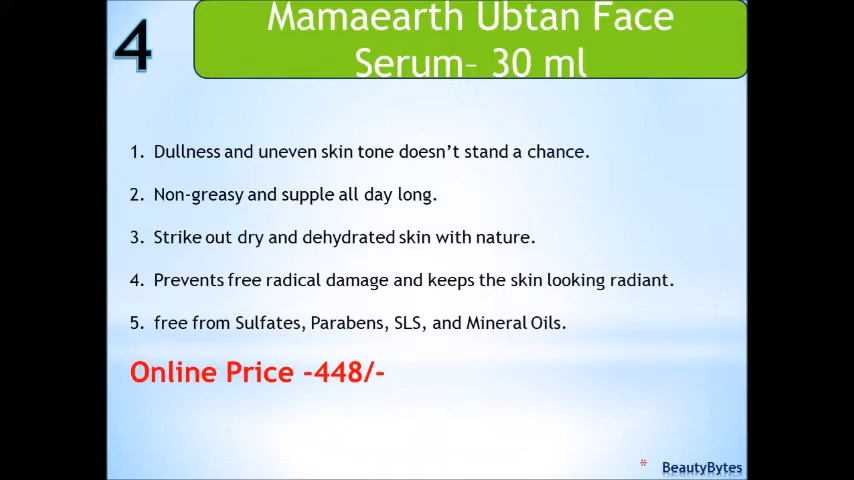 4
Mamaearth Ubtan Face
Serum– 30 ml
1. Dullness and uneven skin tone doesn’t stand a chance.
2. Non-greasy and supple all day long.
3. Strike out dry and dehydrated skin with nature.
4. Prevents free radical damage and keeps the skin looking radiant.
5. free from Sulfates, Parabens, SLS, and Mineral Oils.
Online Price -448/-
* BeautyBytes